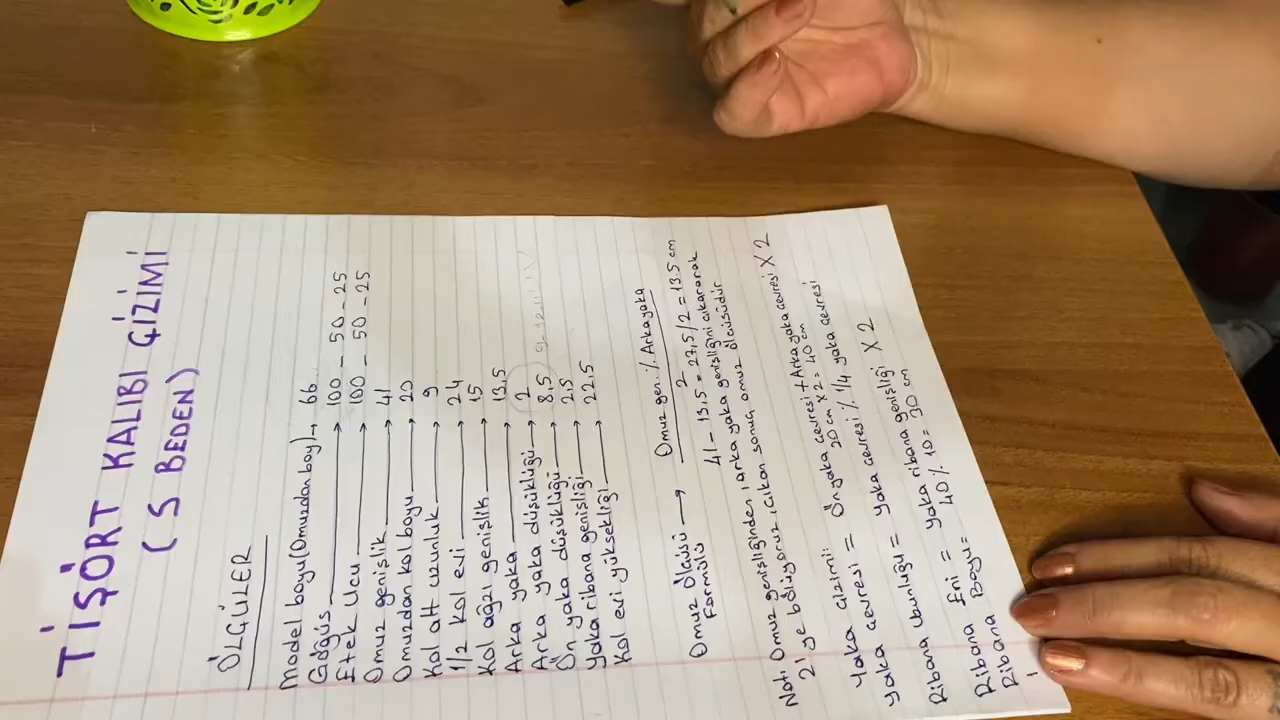 TİŞÖRT KALIBI ÇİZİMİ
( S BEDEN)
ÖLÇÜLER
Model boyu(Omuzdan boy)→ 66
Göğüs → 100 - 50 - 25
Etek Ucu → 100 - 50 - 25
Omuz genişlik → 41
Omuzdan kol boyu → 20
Kol alt uzunluk → 9
1/2 kol evi → 24
Kol ağzı genişlik → 15
Arka yaka → 13,5
Arka yaka düşüklüğü → 2
Ön yaka düşüklüğü → 8,5
Yaka ribana genişliği → 2,5
Kol evi yüksekliği → 22,5
Omuz Ölçüsü → Omuz gen. ٪ Arka yaka
Formülü 2
41 - 13.5 = 27,5/2 = 13.5 cm
Not: Omuz genişliğinden, arka yaka genişliğini çıkararak
2'ye bölüyoruz, çıkan sonuç omuz ölçüsüdür
Yaka çizimi: Ön yaka çevresi + Arka yaka çevresi X 2
20 cm x 2 = 40 cm
Yaka çevresi = yaka çevresi ٪ 1/4 yaka çevresi
Ribana uzunluğu = yaka ribana genişliği X 2
Ribana Eni = 40 ٪ 10 = 30 cm
Ribana Boyu =